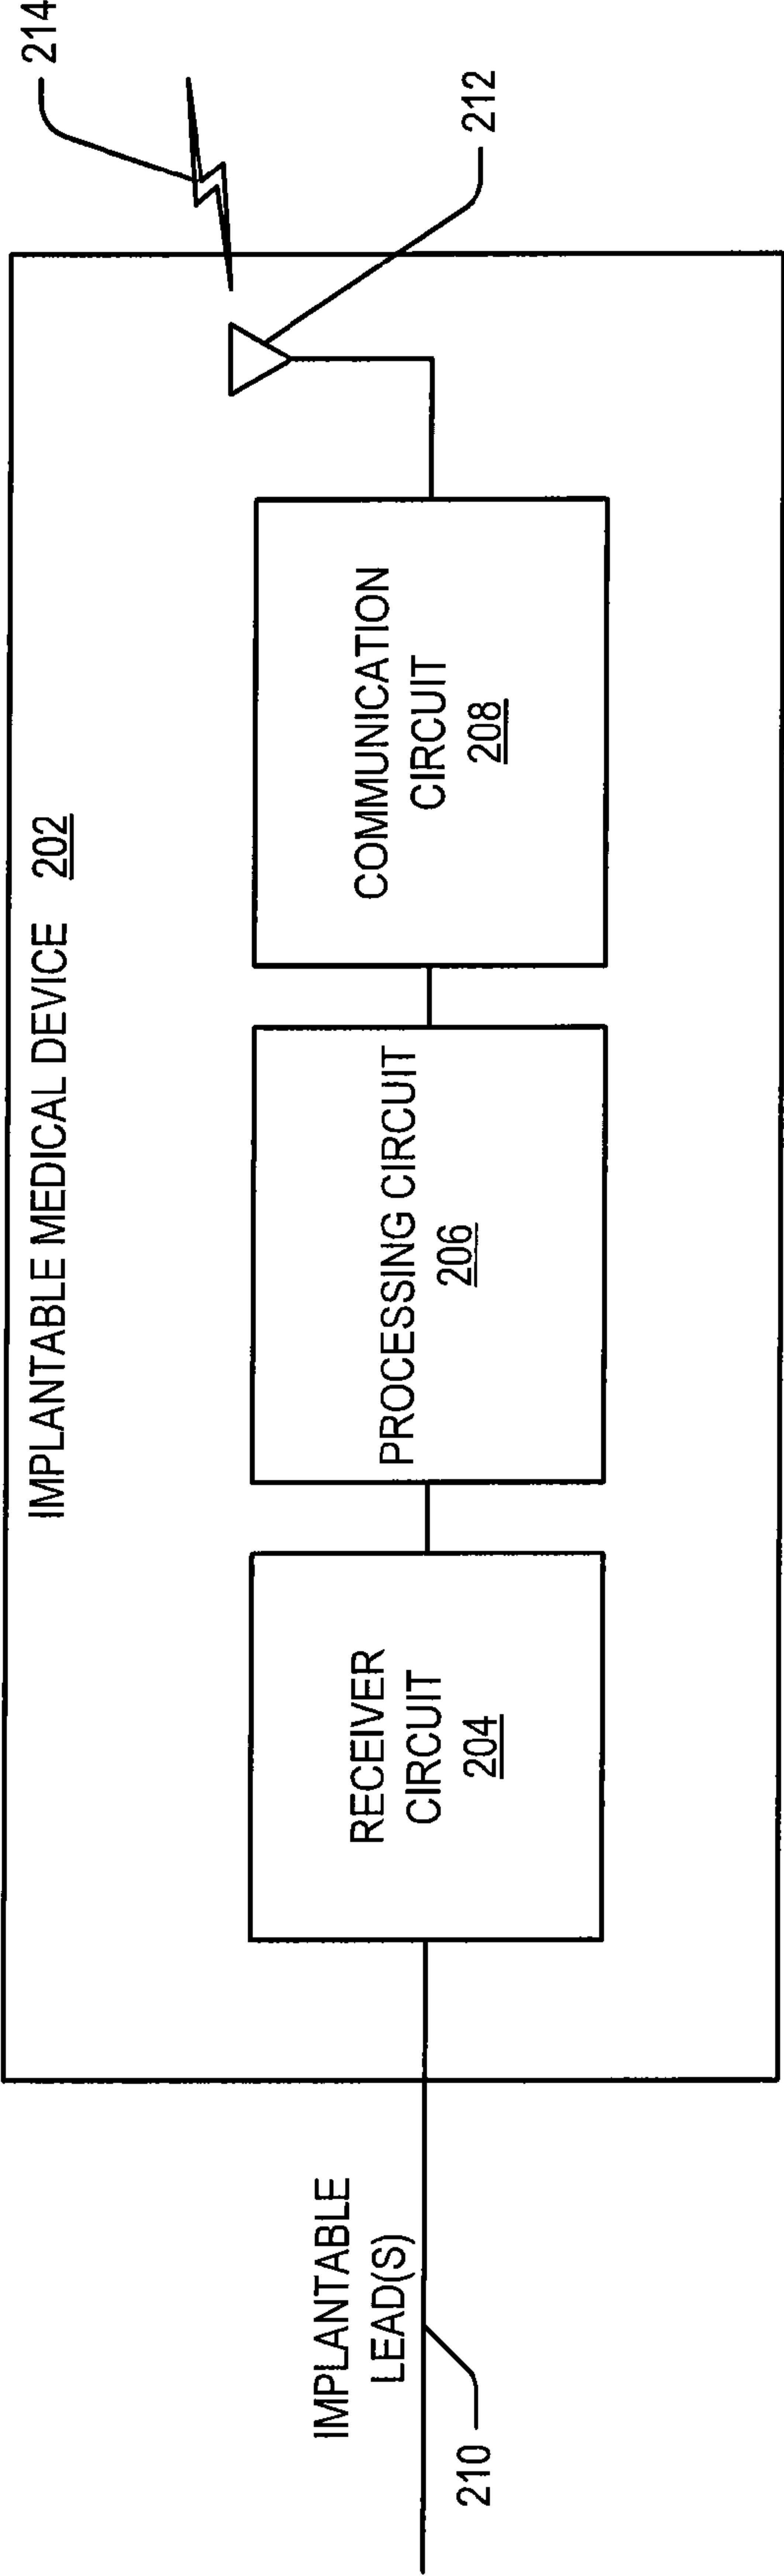 IMPLANTABLE MEDICAL DEVICE 202
214
212
IMPLANTABLE
LEAD(S)
210
RECEIVER
CIRCUIT
204
PROCESSING CIRCUIT
206
COMMUNICATION
CIRCUIT
208